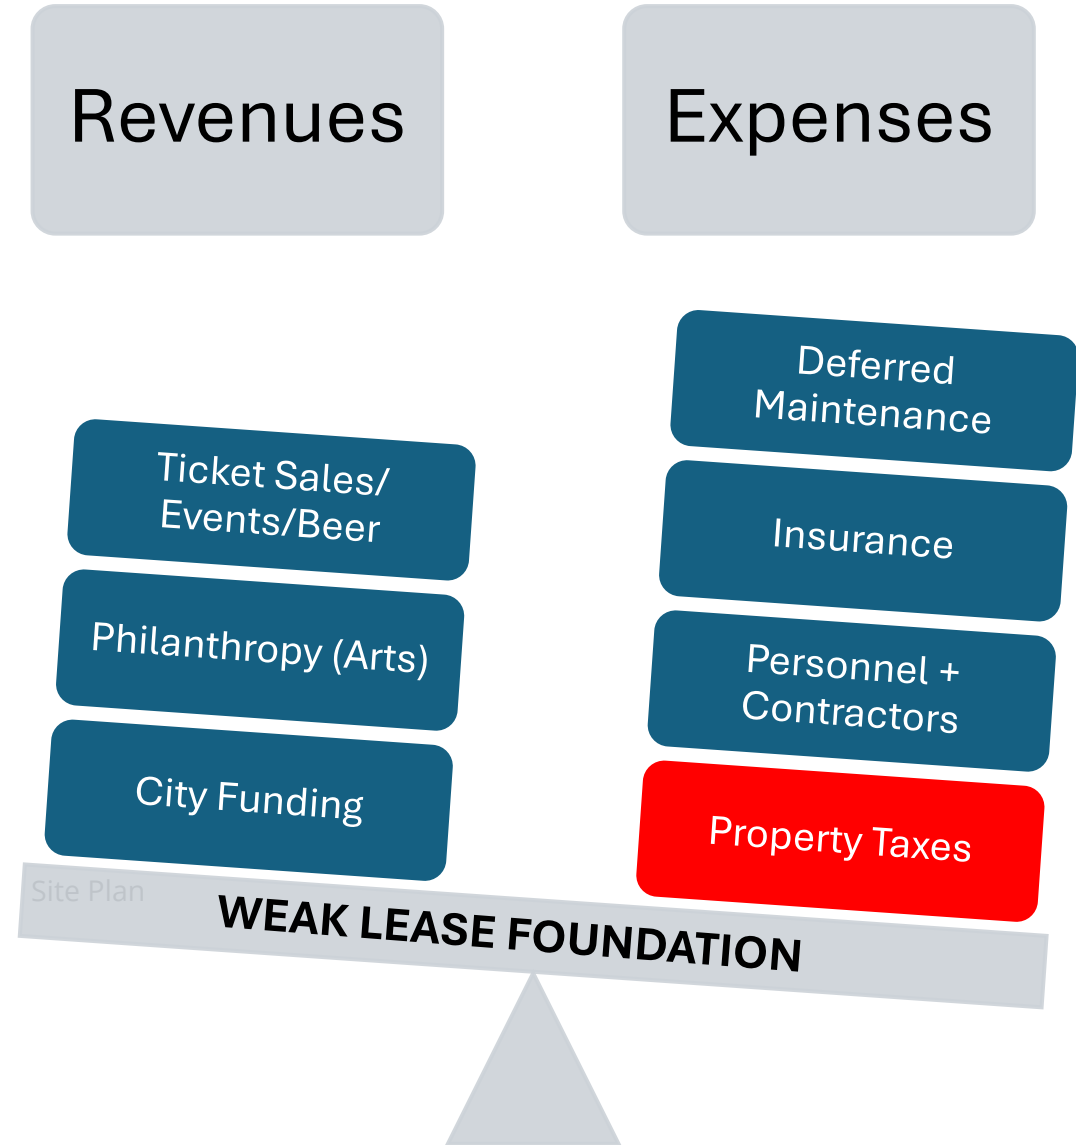 Revenues
Expenses
Ticket Sales/
Events/Beer
Philanthropy (Arts)
City Funding
Deferred
Maintenance
Insurance
Personnel +
Contractors
Property Taxes
Site Plan
WEAK LEASE FOUNDATION